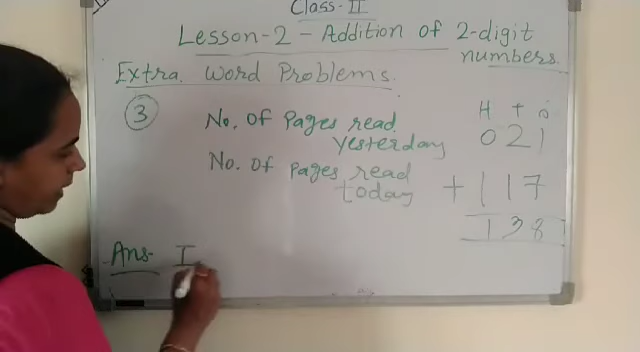 Class-II
Lesson-2 - Addition of 2-digit
numbers.
Extra Word Problems.
3 No. of Pages read yesterday
H T O
0 2 1
No. of Pages read today
+ 1 1 7
1 3 8
Ans- I